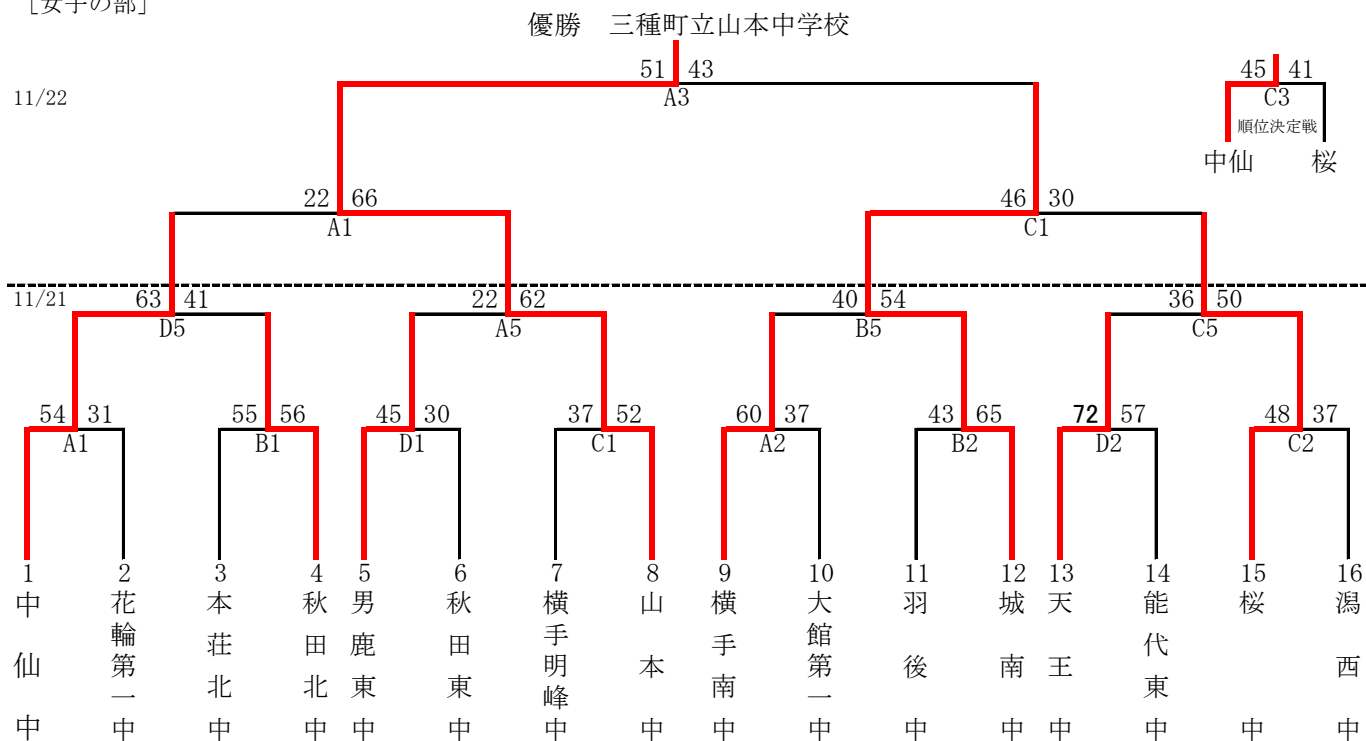 ［女子の部］
優勝　三種町立山本中学校
51 43 45 41
11/22 A3 C3
順位決定戦
中仙 桜
22 66 46 30
A1 C1
11/21 63 41 22 62 40 54 36 50
D5 A5 B5 C5
54 31 55 56 45 30 37 52 60 37 43 65 72 57 48 37
A1 B1 D1 C1 A2 B2 D2 C2
1 2 3 4 5 6 7 8 9 10 11 12 13 14 15 16
中仙中
花輪第一中
本荘北中
秋田北中
男鹿東中
秋田東中
横手明峰中
山本中
横手南中
大館第一中
羽後中
城南中
天王中
能代東中
桜中
潟西中